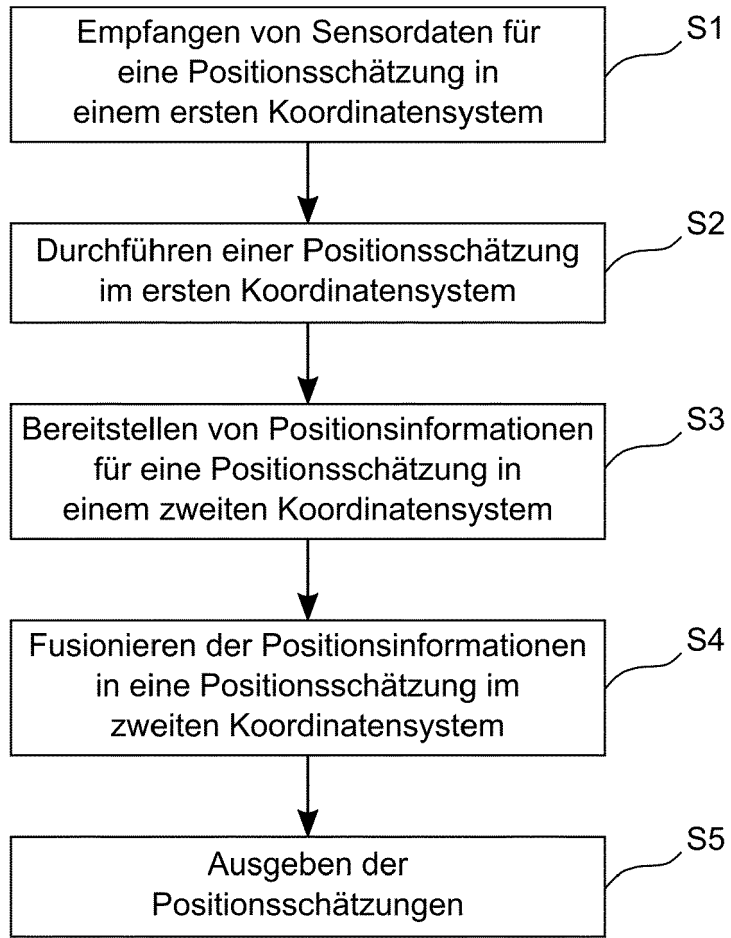 Empfangen von Sensordaten für
eine Positionsschätzung in
einem ersten Koordinatensystem
S1
Durchführen einer Positionsschätzung
im ersten Koordinatensystem
S2
Bereitstellen von Positionsinformationen
für eine Positionsschätzung in
einem zweiten Koordinatensystem
S3
Fusionieren der Positionsinformationen
in eine Positionsschätzung im
zweiten Koordinatensystem
S4
Ausgeben der
Positionsschätzungen
S5